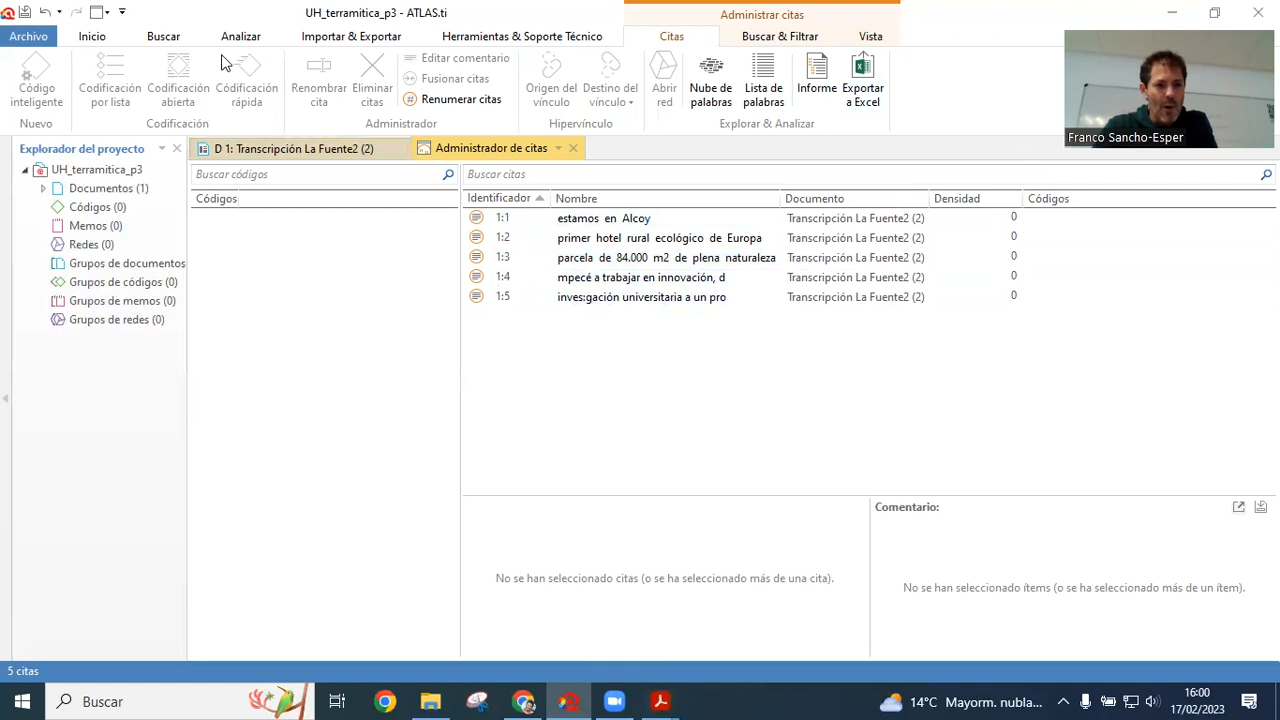 UH_terramitica_p3 - ATLAS.ti
Administrar citas
Archivo
Inicio
Buscar
Analizar
Importar & Exportar
Herramientas & Soporte Técnico
Citas
Buscar & Filtrar
Vista
Código inteligente
Codificación por lista
Codificación abierta
Codificación rápida
Renombrar cita
Eliminar citas
Editar comentario
Fusionar citas
Renumerar citas
Origen del vínculo
Destino del vínculo
Abrir red
Nube de palabras
Lista de palabras
Informe
Exportar a Excel
Nuevo
Codificación
Administrador
Hipervínculo
Explorar & Analizar
Franco Sancho-Esper
Explorador del proyecto
D 1: Transcripción La Fuente2 (2)
Administrador de citas
UH_terramitica_p3
Documentos (1)
Códigos (0)
Memos (0)
Redes (0)
Grupos de documentos
Grupos de códigos (0)
Grupos de memos (0)
Grupos de redes (0)
Buscar códigos
Códigos
Buscar citas
Identificador Nombre Documento Densidad Códigos
1:1 estamos en Alcoy Transcripción La Fuente2 (2) 0
1:2 primer hotel rural ecológico de Europa Transcripción La Fuente2 (2) 0
1:3 parcela de 84.000 m2 de plena naturaleza Transcripción La Fuente2 (2) 0
1:4 mpecé a trabajar en innovación, d Transcripción La Fuente2 (2) 0
1:5 inves:gación universitaria a un pro Transcripción La Fuente2 (2) 0
No se han seleccionado citas (o se ha seleccionado más de una cita).
Comentario:
No se han seleccionado ítems (o se ha seleccionado más de un ítem).
5 citas
Buscar
14°C Mayorm. nubla...
16:00
17/02/2023